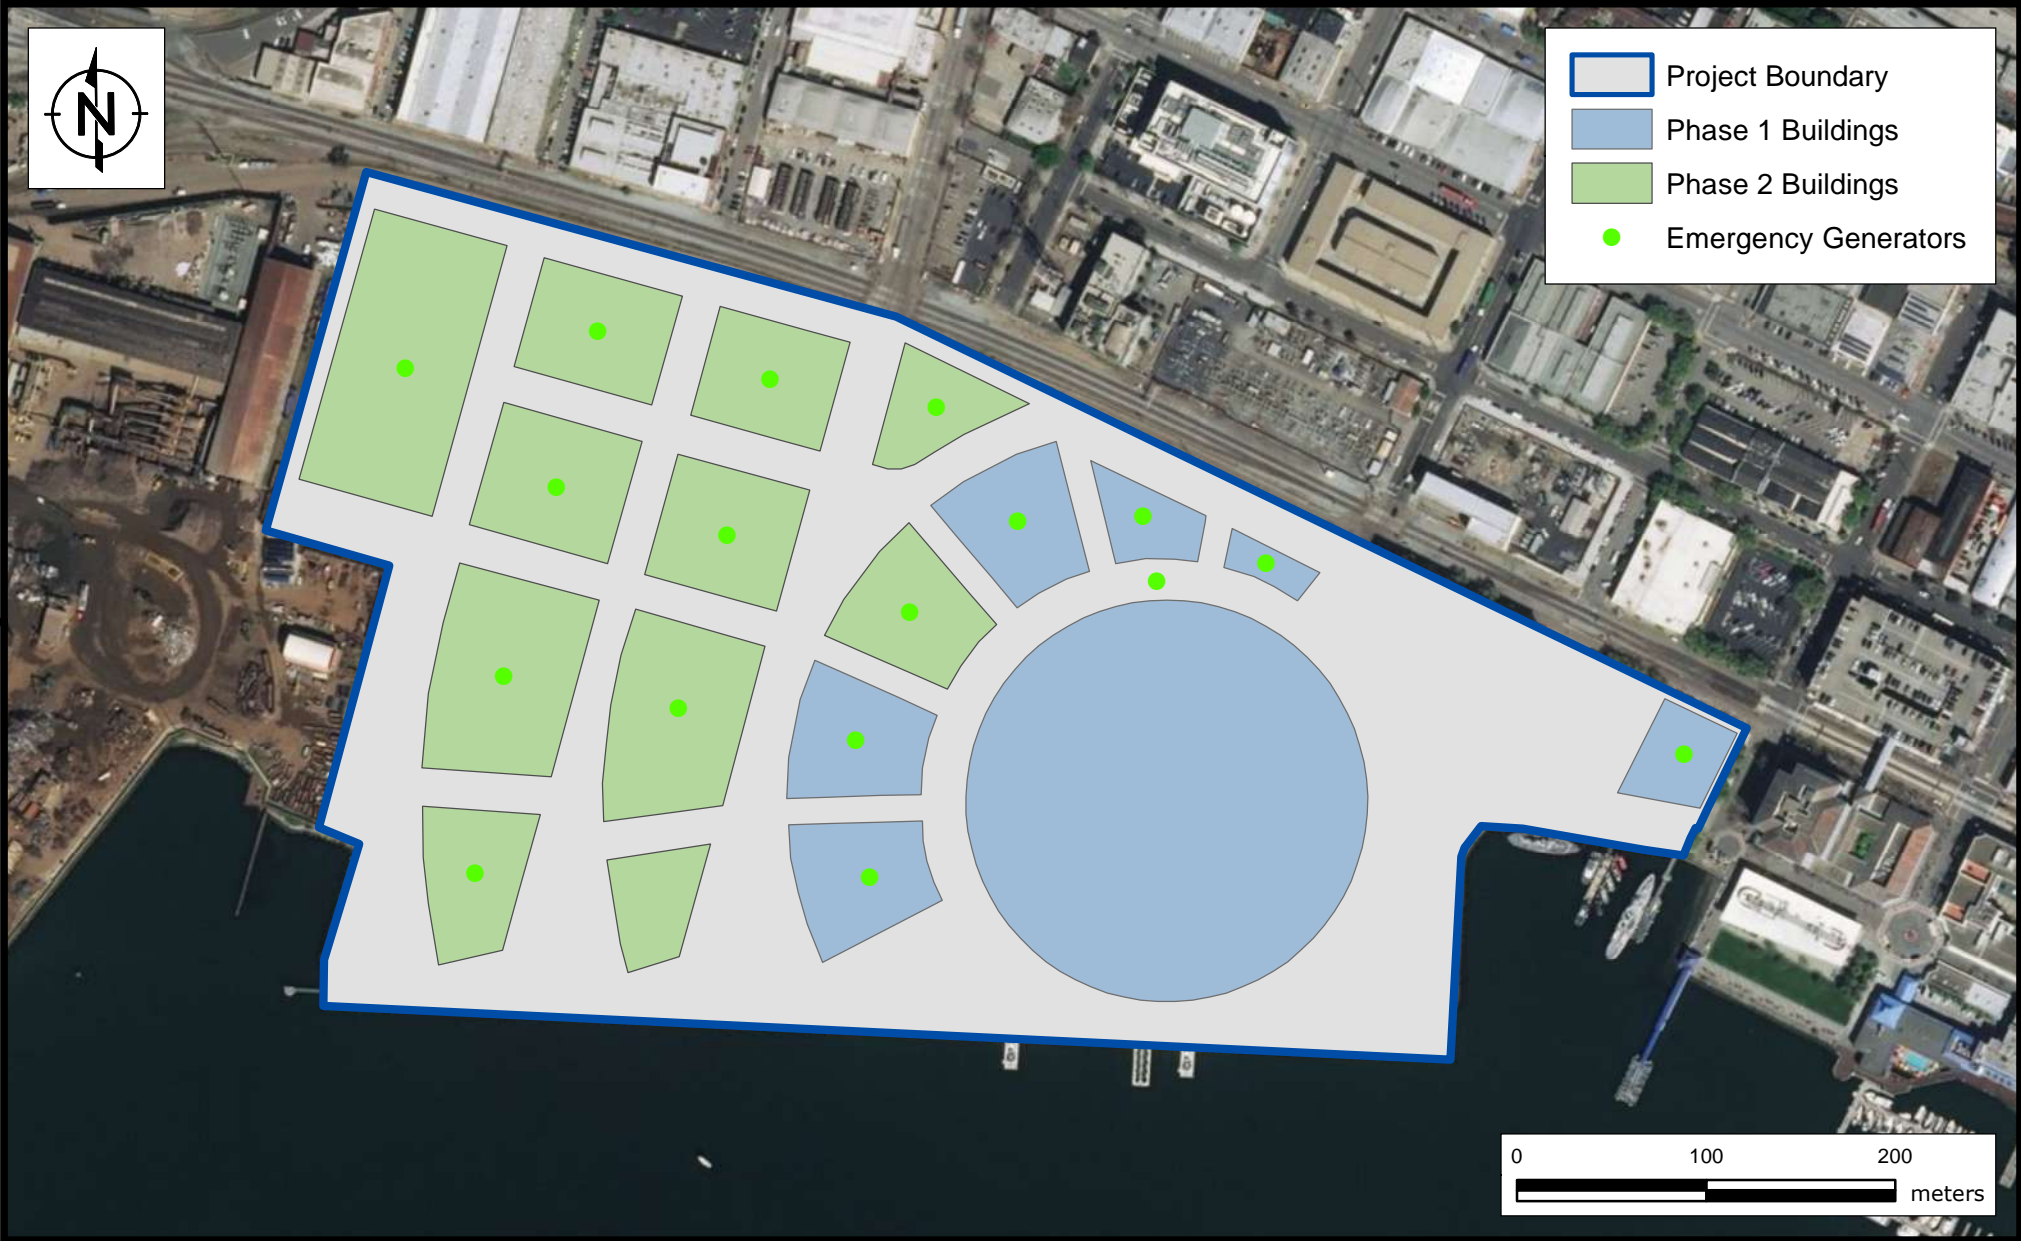 N
Project Boundary
Phase 1 Buildings
Phase 2 Buildings
Emergency Generators
0 100 200
meters